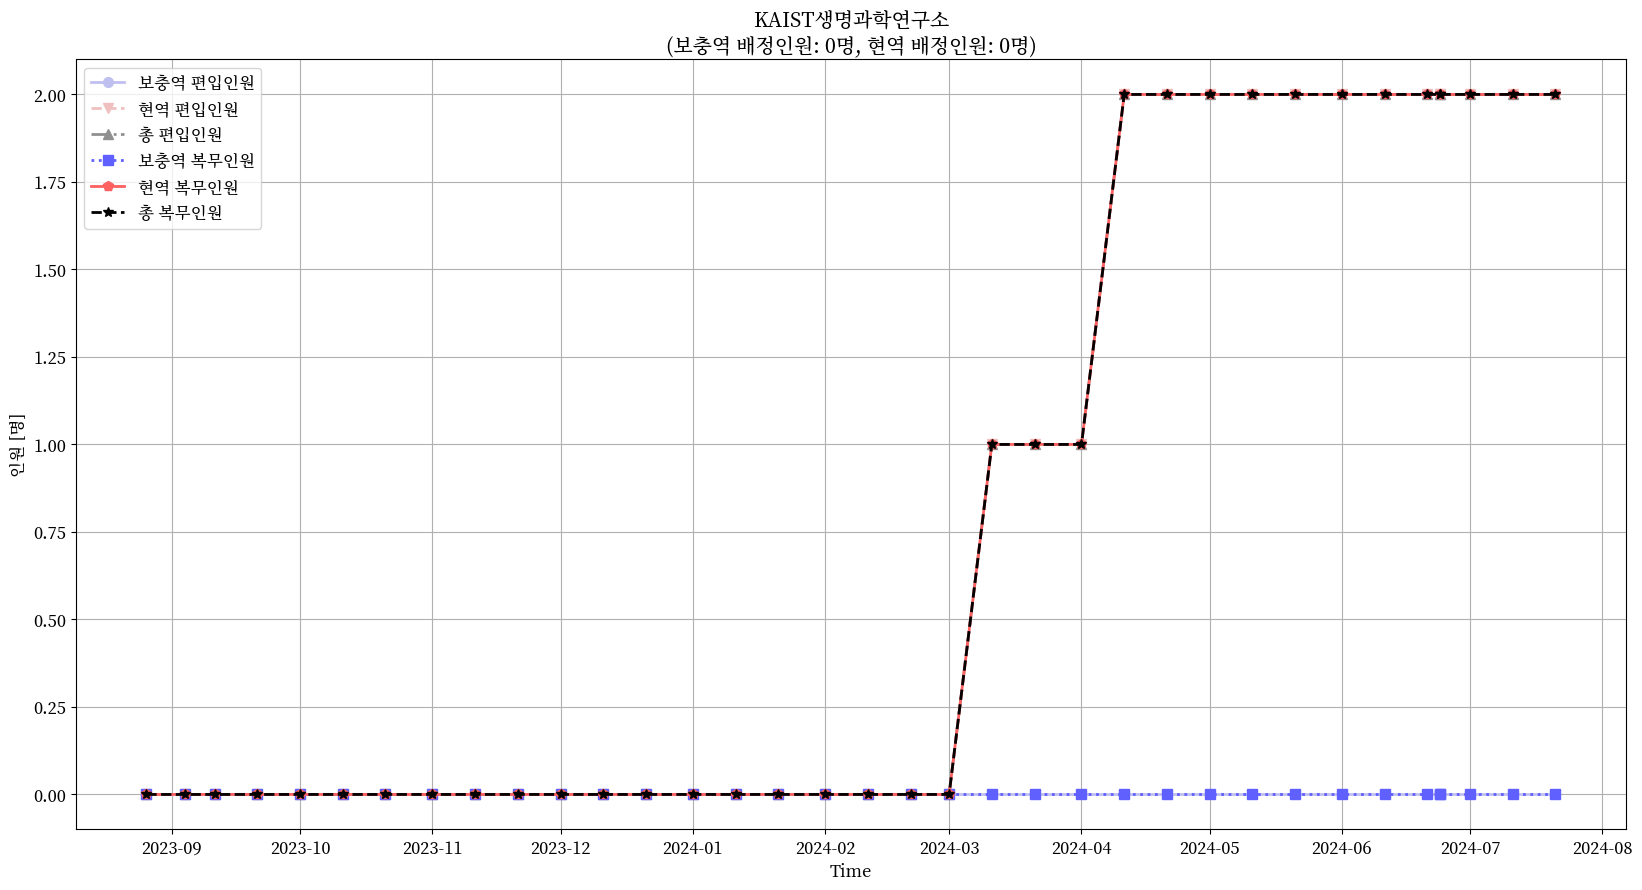 KAIST생명과학연구소
(보충역 배정인원: 0명, 현역 배정인원: 0명)
보충역 편입인원
현역 편입인원
총 편입인원
보충역 복무인원
현역 복무인원
총 복무인원
2.00
1.75
1.50
1.25
1.00
0.75
0.50
0.25
0.00
인원 [명]
2023-09 2023-10 2023-11 2023-12 2024-01 2024-02 2024-03 2024-04 2024-05 2024-06 2024-07 2024-08
Time